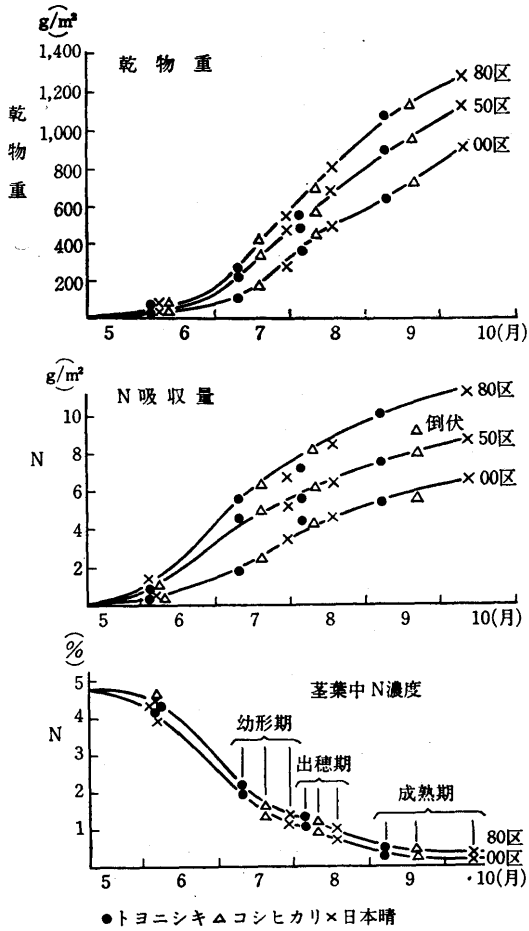 g/m²
乾物重
1,400
1,200
1,000
800
600
400
200
乾物重
80区
50区
00区
5 6 7 8 9 10(月)
g/m²
N吸収量
10
8
6
4
2
N
80区
倒伏
50区
00区
5 6 7 8 9 10(月)
(%)
茎葉中N濃度
5
4
3
2
1
N
幼形期
出穂期
成熟期
80区
00区
5 6 7 8 9 10(月)
●トヨニシキ△コシヒカリ×日本晴